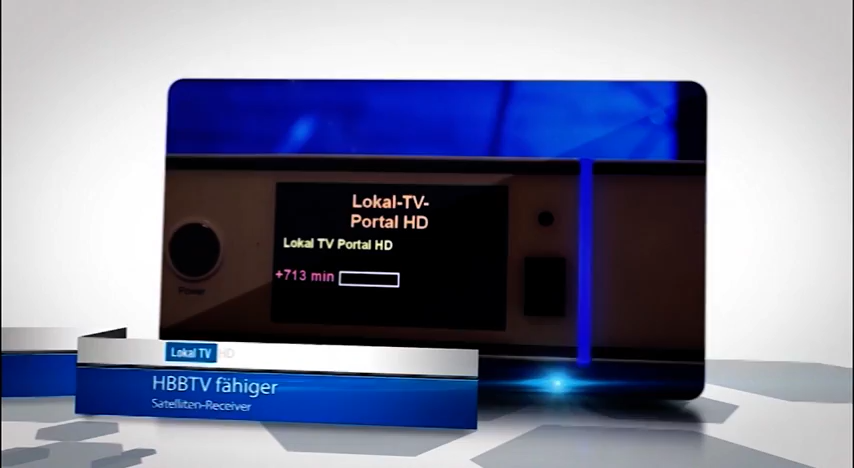 Lokal-TV-
Portal HD
Lokal TV Portal HD
+713 min
Power
Lokal TV HD
HBBTV fähiger
Satelliten-Receiver